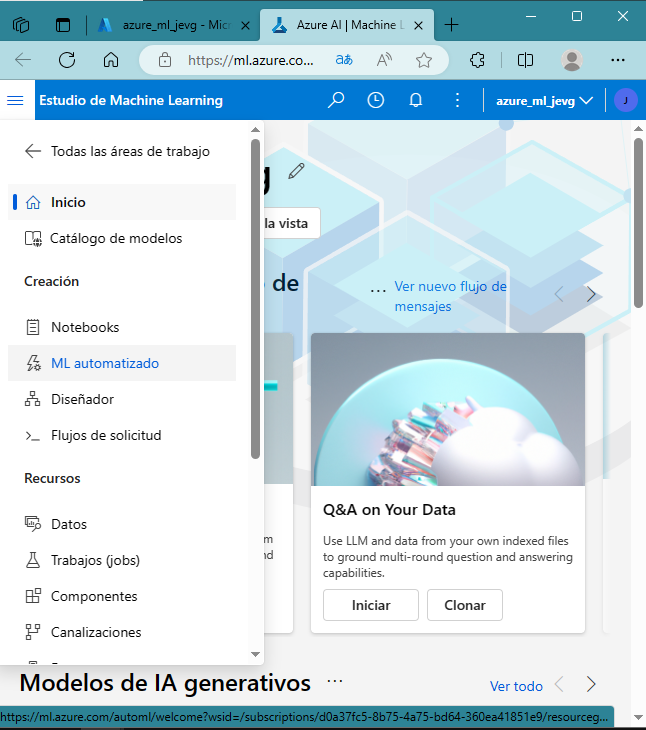 azure_ml_jevg - Micr
Azure AI | Machine L
https://ml.azure.co...
aあ
A
Estudio de Machine Learning
azure_ml_jevg
J
Todas las áreas de trabajo
g
Inicio
la vista
Catálogo de modelos
Creación
o de
...
Ver nuevo flujo de
mensajes
Notebooks
ML automatizado
Diseñador
Flujos de solicitud
Recursos
Q&A on Your Data
Datos
m
nd
Use LLM and data from your own indexed files
to ground multi-round question and answering
capabilities.
Trabajos (jobs)
Componentes
Iniciar
Clonar
Canalizaciones
Modelos de IA generativos
...
Ver todo
https://ml.azure.com/automl/welcome?wsid=/subscriptions/d0a37fc5-8b75-4a75-bd64-360ea41851e9/resourceg...